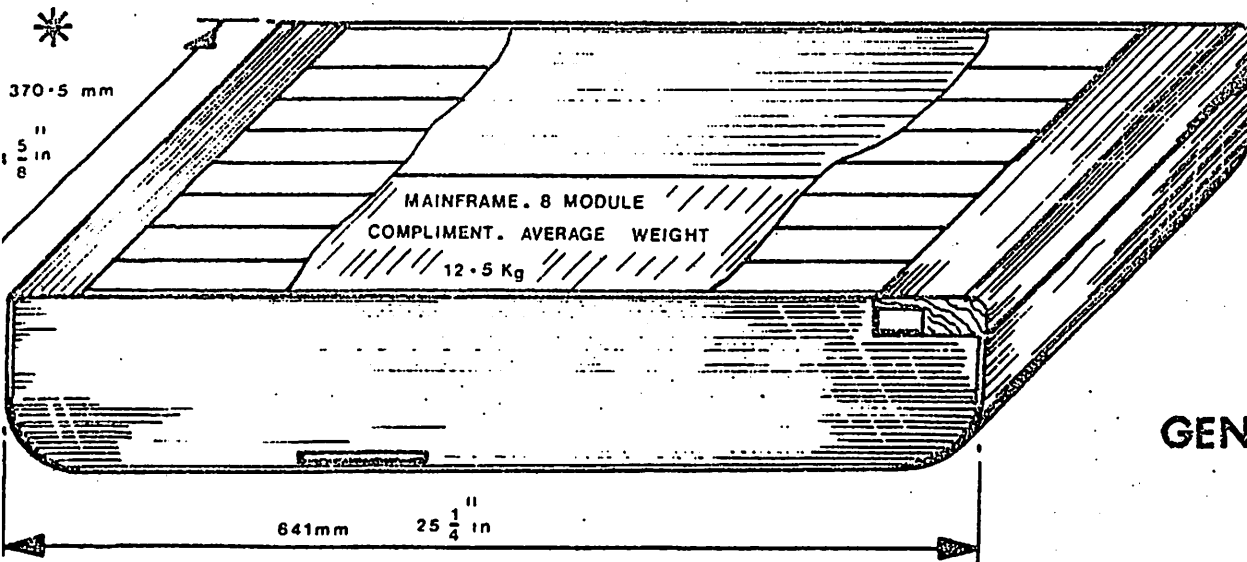 370·5 mm
5/8" in
MAINFRAME. 8 MODULE
COMPLIMENT. AVERAGE WEIGHT
12·5 Kg
GEN
641mm 25 1/4" in